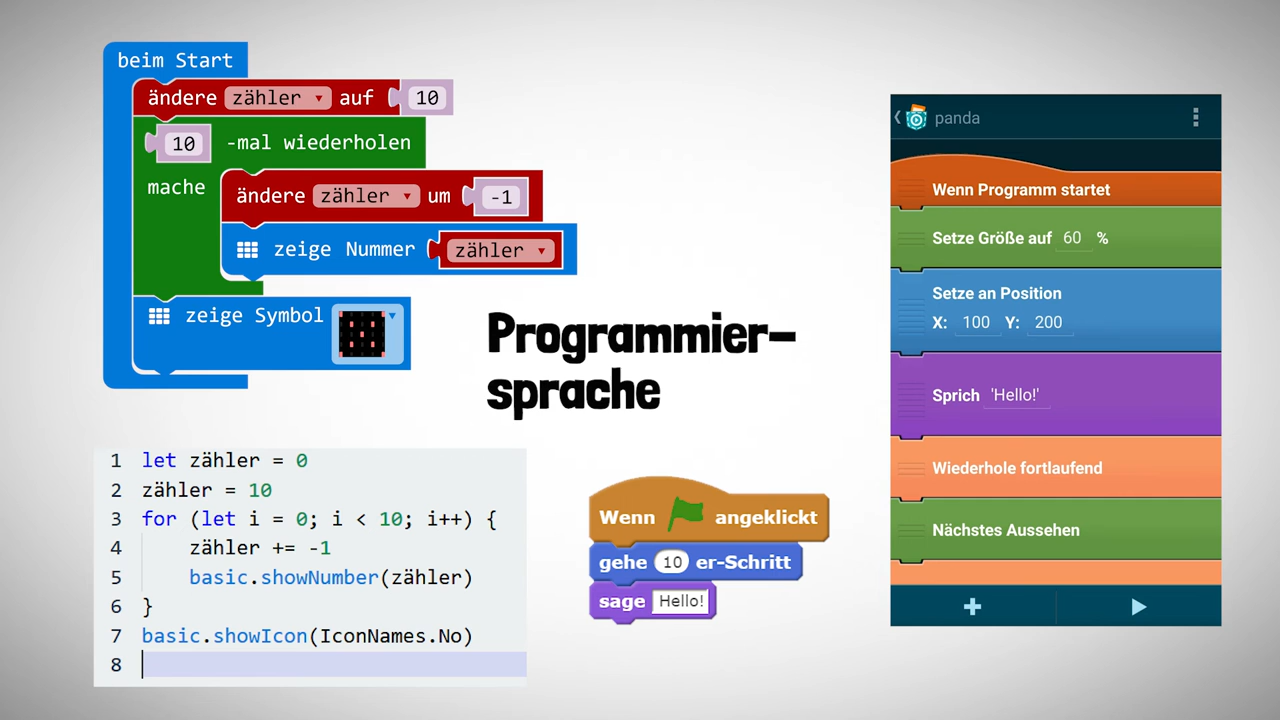 beim Start
ändere zähler auf 10
10 -mal wiederholen
mache
ändere zähler um -1
zeige Nummer zähler
zeige Symbol
Programmier-
sprache
1 let zähler = 0
2 zähler = 10
3 for (let i = 0; i < 10; i++) {
4 zähler += -1
5 basic.showNumber(zähler)
6 }
7 basic.showIcon(IconNames.No)
8
Wenn angeklickt
gehe 10 er-Schritt
sage Hello!
panda
Wenn Programm startet
Setze Größe auf 60 %
Setze an Position
X: 100 Y: 200
Sprich 'Hello!'
Wiederhole fortlaufend
Nächstes Aussehen